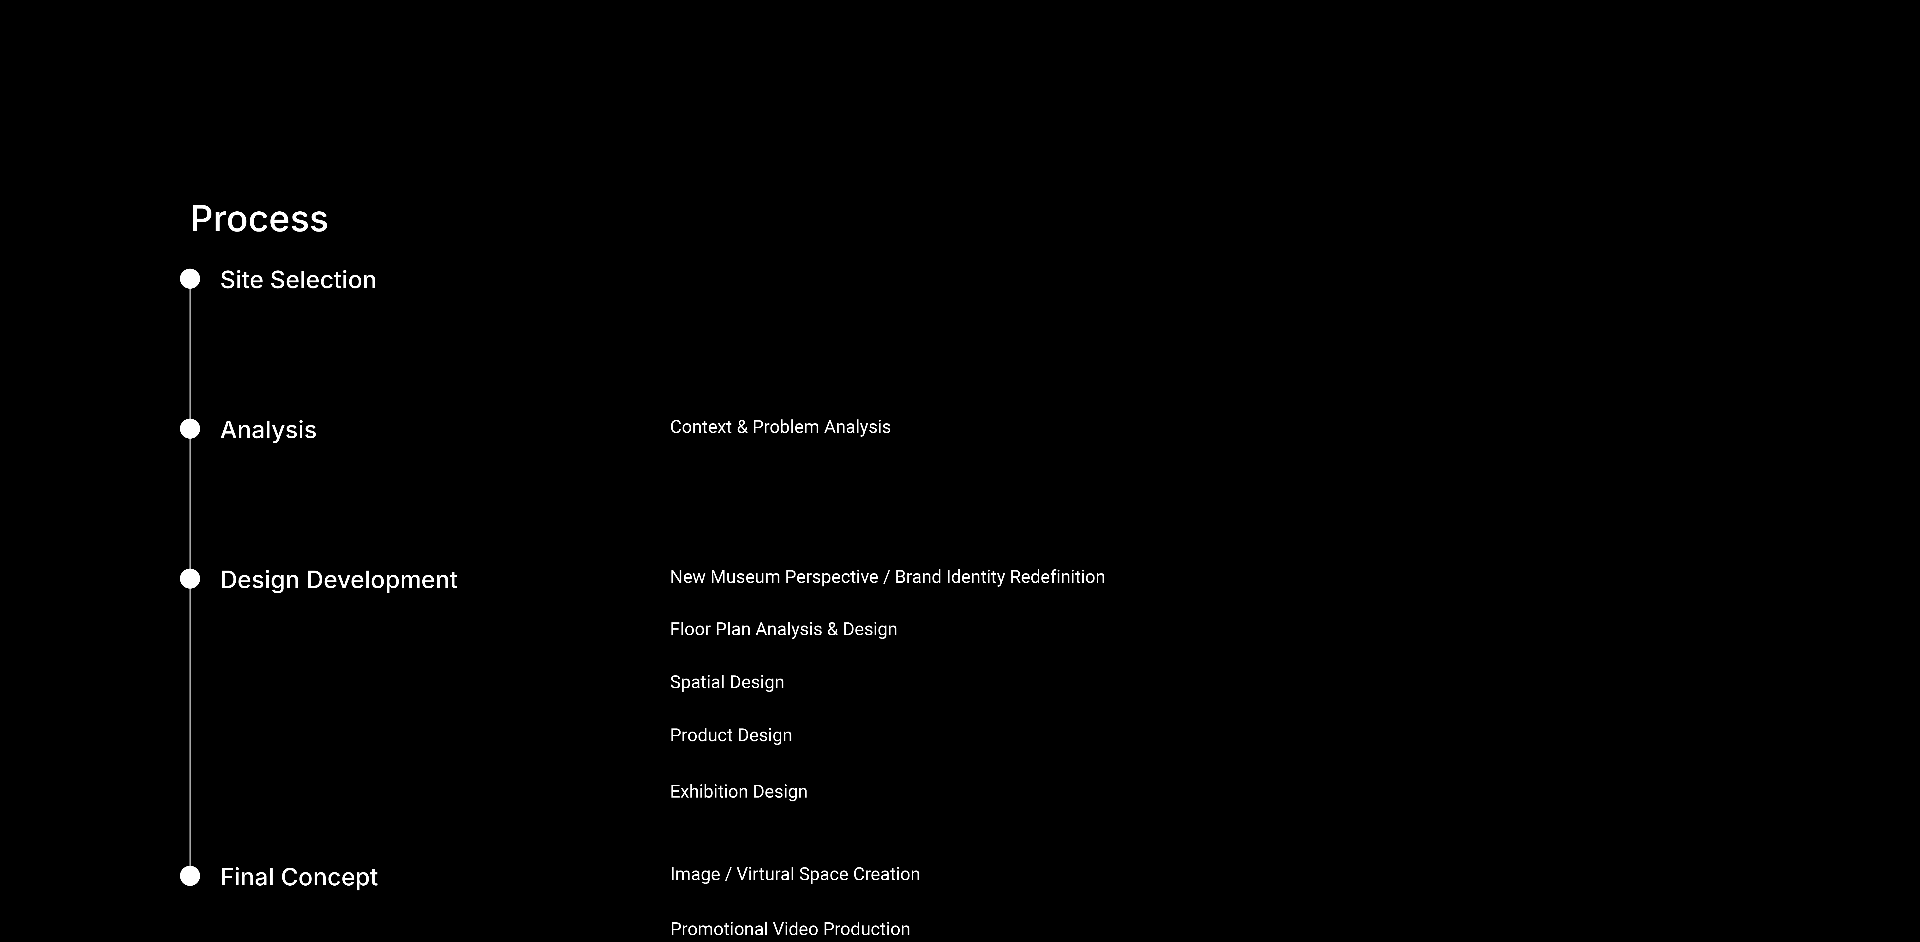 Process
Site Selection
Analysis
Context & Problem Analysis
Design Development
New Museum Perspective / Brand Identity Redefinition
Floor Plan Analysis & Design
Spatial Design
Product Design
Exhibition Design
Final Concept
Image / Virtural Space Creation
Promotional Video Production